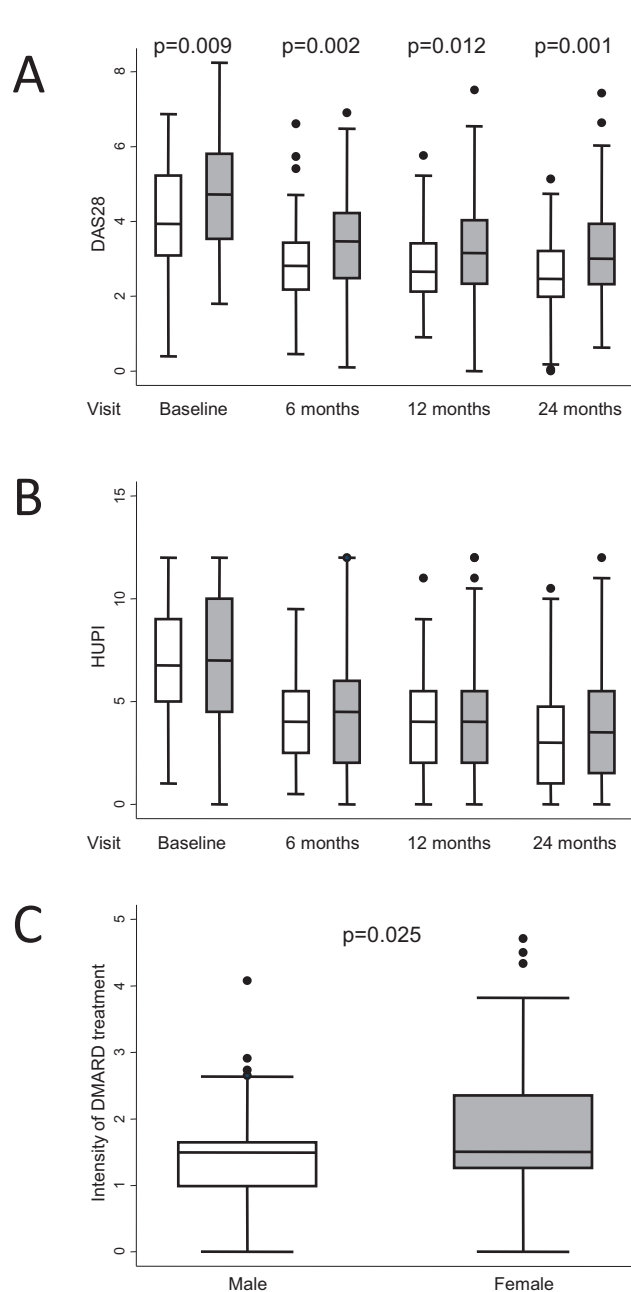 A
p=0.009 p=0.002 p=0.012 p=0.001
8
6
DAS28
4
2
0
Visit Baseline 6 months 12 months 24 months
B
15
10
HUPI
5
0
Visit Baseline 6 months 12 months 24 months
C
5
p=0.025
4
Intensity of DMARD treatment
3
2
1
0
Male Female